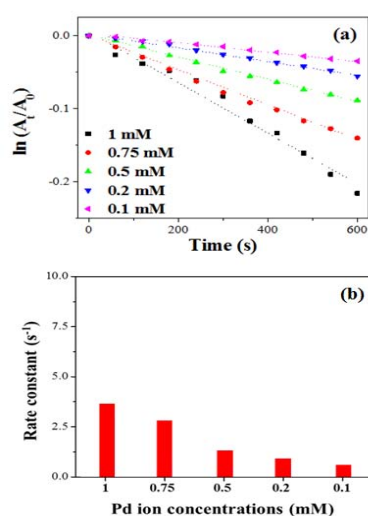 (a)
0.0
-0.1
-0.2
ln (At/A0)
1 mM
0.75 mM
0.5 mM
0.2 mM
0.1 mM
0 200 400 600
Time (s)
(b)
10.0
7.5
5.0
2.5
0.0
Rate constant (s-1)
1 0.75 0.5 0.2 0.1
Pd ion concentrations (mM)